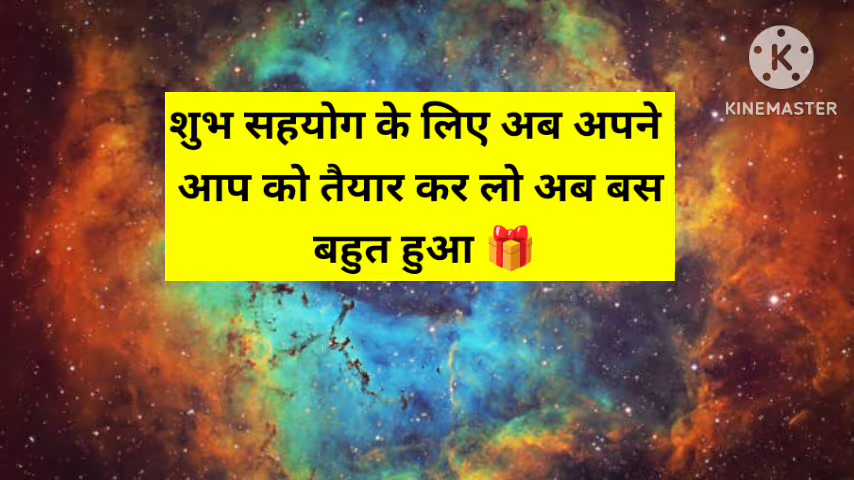 शुभ सहयोग के लिए अब अपने
आप को तैयार कर लो अब बस
बहुत हुआ 🎁
K
KINEMASTER